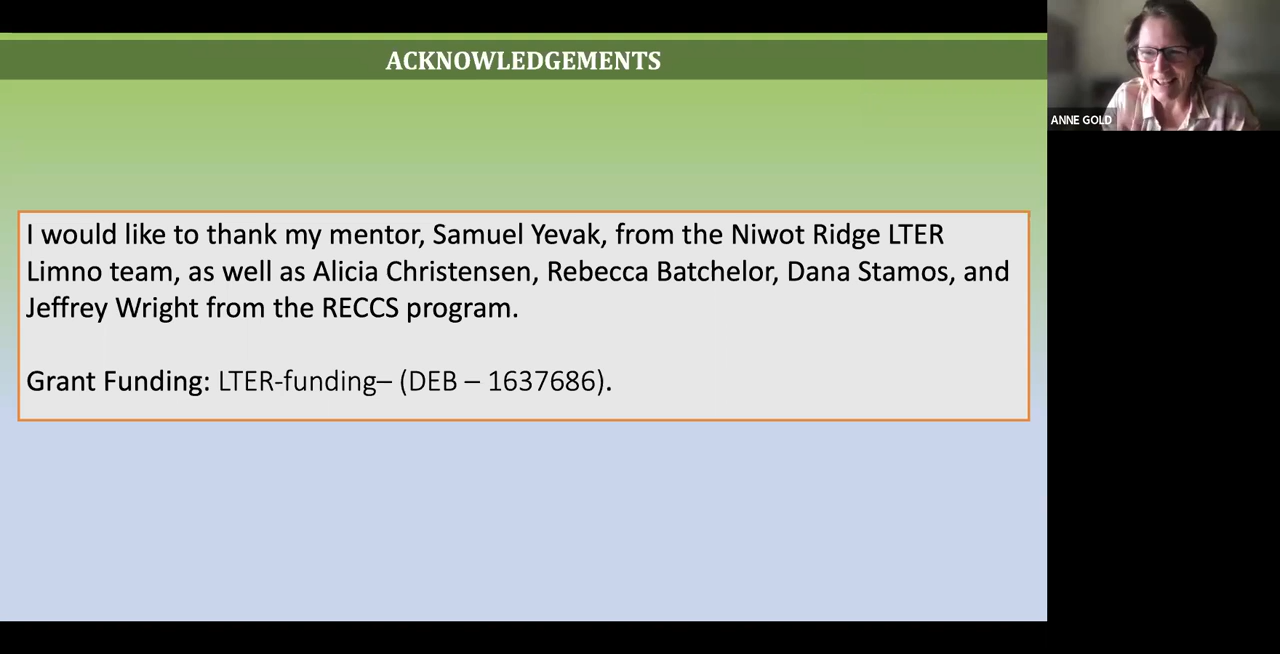 ACKNOWLEDGEMENTS
I would like to thank my mentor, Samuel Yevak, from the Niwot Ridge LTER
Limno team, as well as Alicia Christensen, Rebecca Batchelor, Dana Stamos, and
Jeffrey Wright from the RECCS program.
Grant Funding: LTER-funding– (DEB – 1637686).
ANNE GOLD